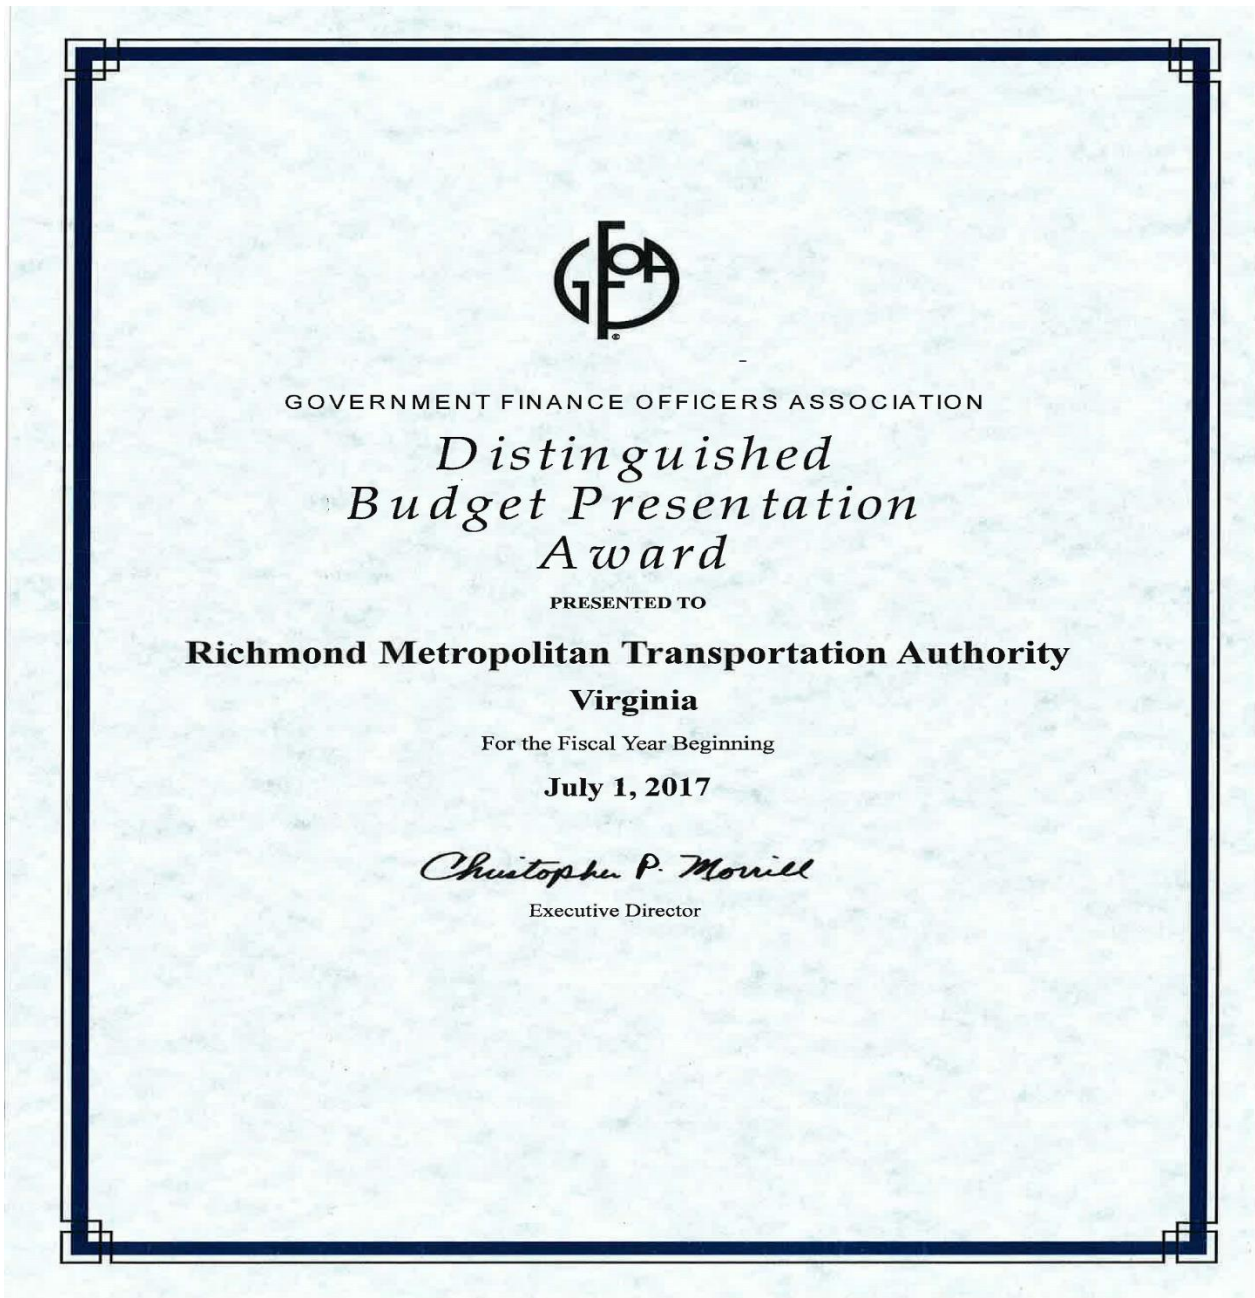 GFOA
GOVERNMENT FINANCE OFFICERS ASSOCIATION
Distinguished
Budget Presentation
Award
PRESENTED TO
Richmond Metropolitan Transportation Authority
Virginia
For the Fiscal Year Beginning
July 1, 2017
Christopher P. Morrill
Executive Director